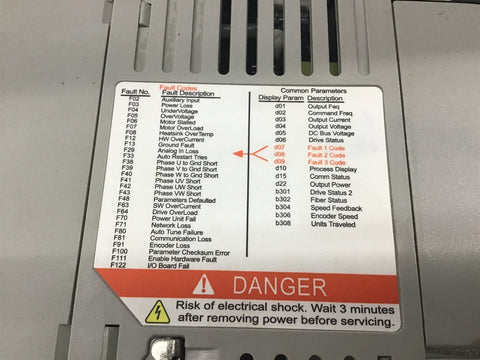 Fault Codes
Fault No. Fault Description
F02 Auxiliary Input
F03 Power Loss
F04 UnderVoltage
F05 OverVoltage
F06 Motor Stalled
F07 Motor OverLoad
F08 Heatsink OverTemp
F12 HW OverCurrent
F13 Ground Fault
F29 Analog In Loss
F33 Auto Restart Tries
F38 Phase U to Gnd Short
F39 Phase V to Gnd Short
F40 Phase W to Gnd Short
F41 Phase UV Short
F42 Phase UW Short
F43 Phase VW Short
F48 Parameters Defaulted
F63 SW OverCurrent
F64 Drive OverLoad
F70 Power Unit Fail
F71 Network Loss
F80 Auto Tune Failure
F81 Communication Loss
F91 Encoder Loss
F100 Parameter Checksum Error
F111 Enable Hardware Fault
F122 I/O Board Fail
Common Parameters
Display Param Description
d01 Output Feq
d02 Command Freq
d03 Output Current
d04 Output Voltage
d05 DC Bus Voltage
d06 Drive Status
d07 Fault 1 Code
d08 Fault 2 Code
d09 Fault 3 Code
d10 Process Display
d15 Comm Status
d22 Output Power
b301 Drive Status 2
b302 Fiber Status
b304 Speed Feedback
b306 Encoder Speed
b308 Units Traveled
DANGER
Risk of electrical shock. Wait 3 minutes
after removing power before servicing.